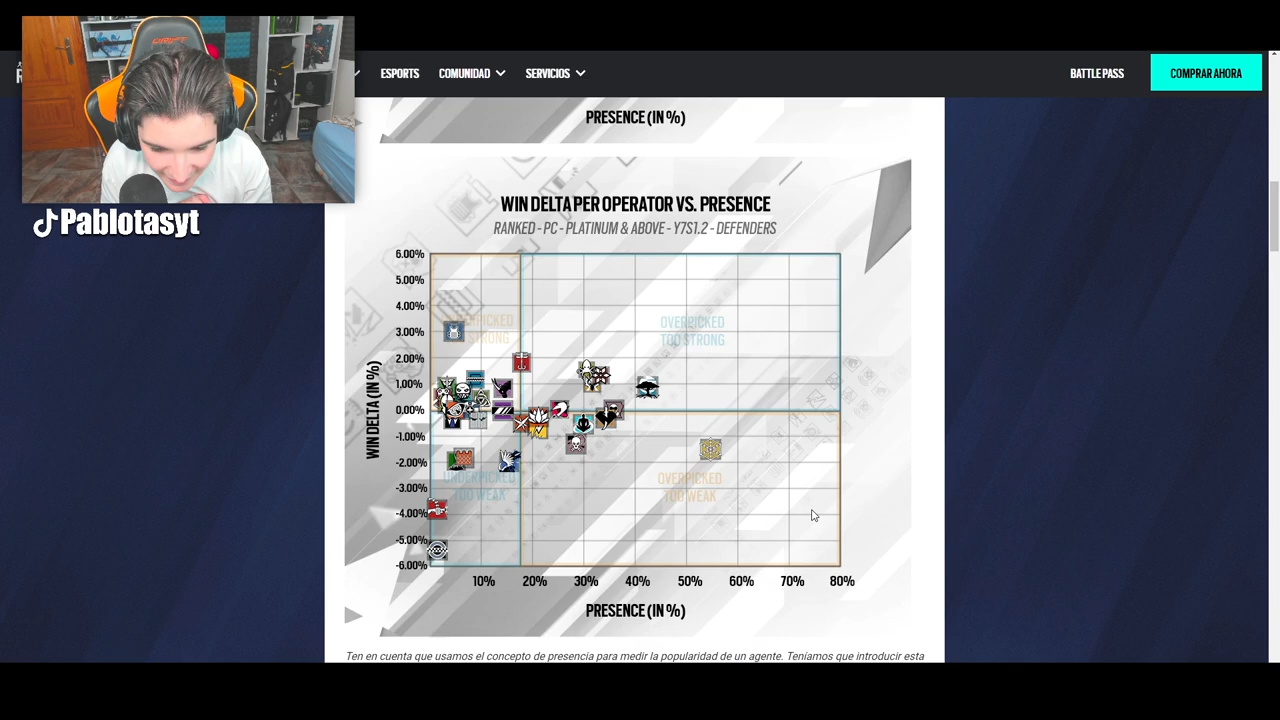 ESPORTS
COMUNIDAD
SERVICIOS
BATTLE PASS
COMPRAR AHORA
PRESENCE (IN %)
Pablotasyt
WIN DELTA PER OPERATOR VS. PRESENCE
RANKED - PC - PLATINUM & ABOVE - Y7S1.2 - DEFENDERS
6.00%
5.00%
4.00%
3.00%
2.00%
1.00%
0.00%
-1.00%
-2.00%
-3.00%
-4.00%
-5.00%
-6.00%
WIN DELTA (IN %)
OVERPICKED
TOO STRONG
UNDERPICKED
TOO WEAK
OVERPICKED
TOO WEAK
10%
20%
30%
40%
50%
60%
70%
80%
PRESENCE (IN %)
Ten en cuenta que usamos el concepto de presencia para medir la popularidad de un agente. Teníamos que introducir esta